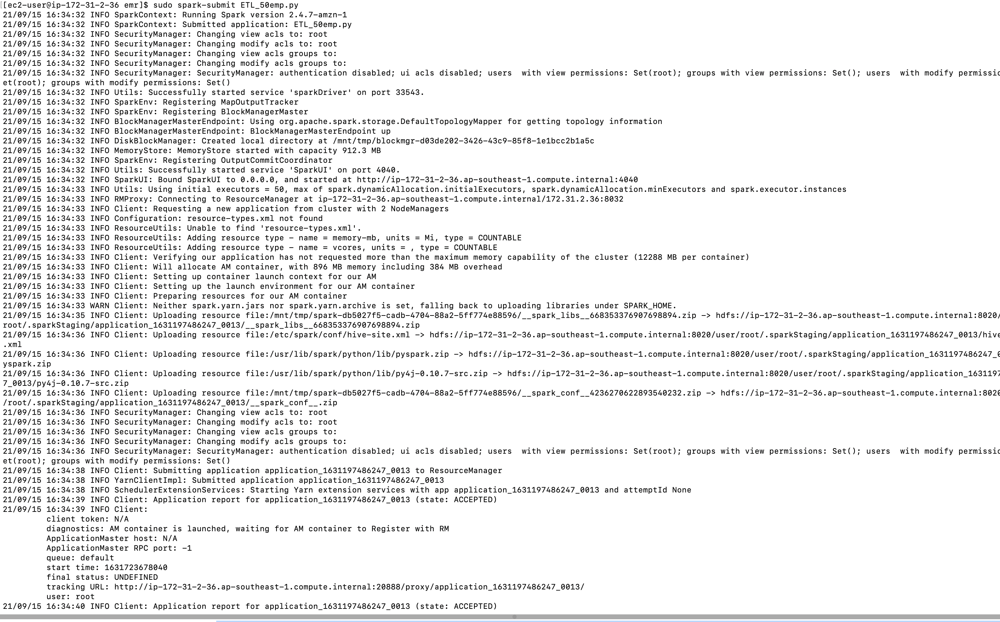 [[ec2-user@ip-172-31-2-36 emr]$ sudo spark-submit ETL_50emp.py
21/09/15 16:34:32 INFO SparkContext: Running Spark version 2.4.7-amzn-1
21/09/15 16:34:32 INFO SparkContext: Submitted application: ETL_50emp.py
21/09/15 16:34:32 INFO SecurityManager: Changing view acls to: root
21/09/15 16:34:32 INFO SecurityManager: Changing modify acls to: root
21/09/15 16:34:32 INFO SecurityManager: Changing view acls groups to:
21/09/15 16:34:32 INFO SecurityManager: Changing modify acls groups to:
21/09/15 16:34:32 INFO SecurityManager: SecurityManager: authentication disabled; ui acls disabled; users  with view permissions: Set(root); groups with view permissions: Set(); users  with modify permissio
et(root); groups with modify permissions: Set()
21/09/15 16:34:32 INFO Utils: Successfully started service 'sparkDriver' on port 33543.
21/09/15 16:34:32 INFO SparkEnv: Registering MapOutputTracker
21/09/15 16:34:32 INFO SparkEnv: Registering BlockManagerMaster
21/09/15 16:34:32 INFO BlockManagerMasterEndpoint: Using org.apache.spark.storage.DefaultTopologyMapper for getting topology information
21/09/15 16:34:32 INFO BlockManagerMasterEndpoint: BlockManagerMasterEndpoint up
21/09/15 16:34:32 INFO DiskBlockManager: Created local directory at /mnt/tmp/blockmgr-d03de202-3426-43c9-85f8-1e1bcc2b1a5c
21/09/15 16:34:32 INFO MemoryStore: MemoryStore started with capacity 912.3 MB
21/09/15 16:34:32 INFO SparkEnv: Registering OutputCommitCoordinator
21/09/15 16:34:32 INFO Utils: Successfully started service 'SparkUI' on port 4040.
21/09/15 16:34:32 INFO SparkUI: Bound SparkUI to 0.0.0.0, and started at http://ip-172-31-2-36.ap-southeast-1.compute.internal:4040
21/09/15 16:34:33 INFO Utils: Using initial executors = 50, max of spark.dynamicAllocation.initialExecutors, spark.dynamicAllocation.minExecutors and spark.executor.instances
21/09/15 16:34:33 INFO RMProxy: Connecting to ResourceManager at ip-172-31-2-36.ap-southeast-1.compute.internal/172.31.2.36:8032
21/09/15 16:34:33 INFO Client: Requesting a new application from cluster with 2 NodeManagers
21/09/15 16:34:33 INFO Configuration: resource-types.xml not found
21/09/15 16:34:33 INFO ResourceUtils: Unable to find 'resource-types.xml'.
21/09/15 16:34:33 INFO ResourceUtils: Adding resource type - name = memory-mb, units = Mi, type = COUNTABLE
21/09/15 16:34:33 INFO ResourceUtils: Adding resource type - name = vcores, units = , type = COUNTABLE
21/09/15 16:34:33 INFO Client: Verifying our application has not requested more than the maximum memory capability of the cluster (12288 MB per container)
21/09/15 16:34:33 INFO Client: Will allocate AM container, with 896 MB memory including 384 MB overhead
21/09/15 16:34:33 INFO Client: Setting up container launch context for our AM
21/09/15 16:34:33 INFO Client: Setting up the launch environment for our AM container
21/09/15 16:34:33 INFO Client: Preparing resources for our AM container
21/09/15 16:34:33 WARN Client: Neither spark.yarn.jars nor spark.yarn.archive is set, falling back to uploading libraries under SPARK_HOME.
21/09/15 16:34:35 INFO Client: Uploading resource file:/mnt/tmp/spark-db5027f5-cadb-4704-88a2-5ff774e88596/__spark_libs__668353376907698894.zip -> hdfs://ip-172-31-2-36.ap-southeast-1.compute.internal:8020/
root/.sparkStaging/application_1631197486247_0013/__spark_libs__668353376907698894.zip
21/09/15 16:34:36 INFO Client: Uploading resource file:/etc/spark/conf/hive-site.xml -> hdfs://ip-172-31-2-36.ap-southeast-1.compute.internal:8020/user/root/.sparkStaging/application_1631197486247_0013/hive
.xml
21/09/15 16:34:36 INFO Client: Uploading resource file:/usr/lib/spark/python/lib/pyspark.zip -> hdfs://ip-172-31-2-36.ap-southeast-1.compute.internal:8020/user/root/.sparkStaging/application_1631197486247_0
yspark.zip
21/09/15 16:34:36 INFO Client: Uploading resource file:/usr/lib/spark/python/lib/py4j-0.10.7-src.zip -> hdfs://ip-172-31-2-36.ap-southeast-1.compute.internal:8020/user/root/.sparkStaging/application_1631197
7_0013/py4j-0.10.7-src.zip
21/09/15 16:34:36 INFO Client: Uploading resource file:/mnt/tmp/spark-db5027f5-cadb-4704-88a2-5ff774e88596/__spark_conf__4236270622893540232.zip -> hdfs://ip-172-31-2-36.ap-southeast-1.compute.internal:8020
/root/.sparkStaging/application_1631197486247_0013/__spark_conf__.zip
21/09/15 16:34:36 INFO SecurityManager: Changing view acls to: root
21/09/15 16:34:36 INFO SecurityManager: Changing modify acls to: root
21/09/15 16:34:36 INFO SecurityManager: Changing view acls groups to:
21/09/15 16:34:36 INFO SecurityManager: Changing modify acls groups to:
21/09/15 16:34:36 INFO SecurityManager: SecurityManager: authentication disabled; ui acls disabled; users  with view permissions: Set(root); groups with view permissions: Set(); users  with modify permissio
et(root); groups with modify permissions: Set()
21/09/15 16:34:38 INFO Client: Submitting application application_1631197486247_0013 to ResourceManager
21/09/15 16:34:38 INFO YarnClientImpl: Submitted application application_1631197486247_0013
21/09/15 16:34:38 INFO SchedulerExtensionServices: Starting Yarn extension services with app application_1631197486247_0013 and attemptId None
21/09/15 16:34:39 INFO Client: Application report for application_1631197486247_0013 (state: ACCEPTED)
21/09/15 16:34:39 INFO Client:
client token: N/A
diagnostics: AM container is launched, waiting for AM container to Register with RM
ApplicationMaster host: N/A
ApplicationMaster RPC port: -1
queue: default
start time: 1631723678040
final status: UNDEFINED
tracking URL: http://ip-172-31-2-36.ap-southeast-1.compute.internal:20888/proxy/application_1631197486247_0013/
user: root
21/09/15 16:34:40 INFO Client: Application report for application_1631197486247_0013 (state: ACCEPTED)